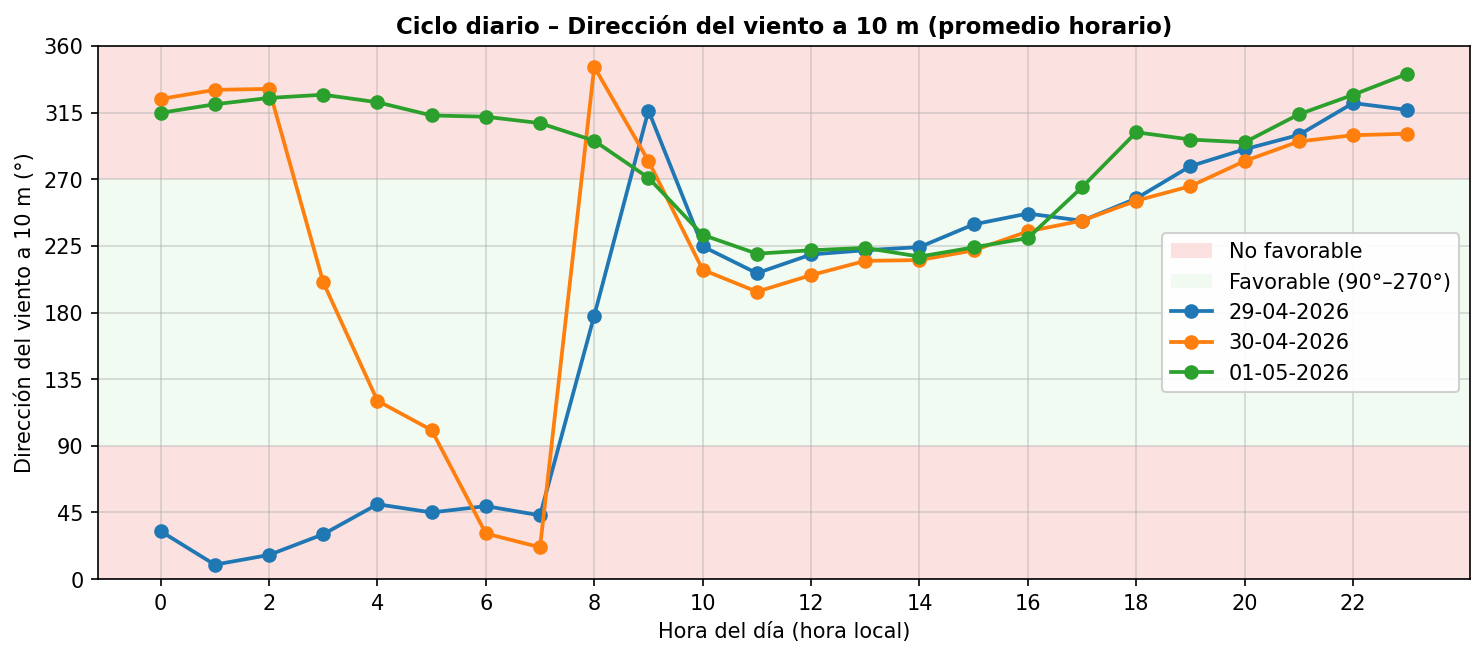 Ciclo diario – Dirección del viento a 10 m (promedio horario)
Dirección del viento a 10 m (°)
360
315
270
225
180
135
90
45
0
No favorable
Favorable (90°–270°)
29-04-2026
30-04-2026
01-05-2026
0 2 4 6 8 10 12 14 16 18 20 22
Hora del día (hora local)